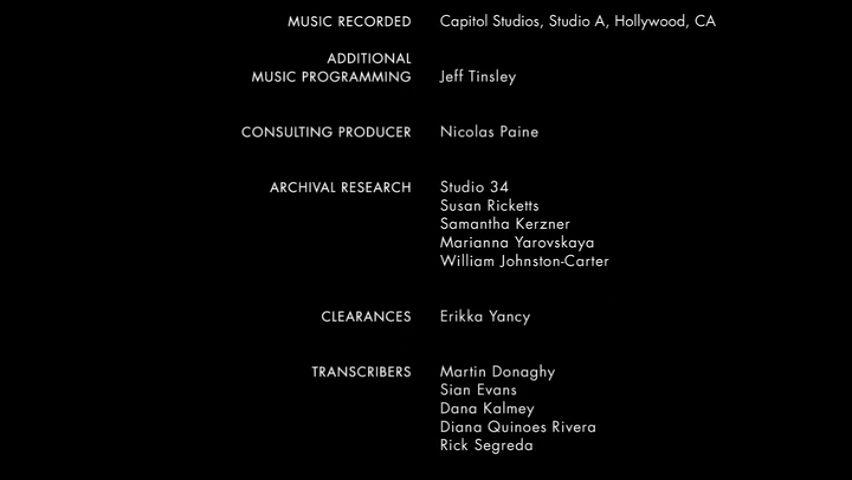 MUSIC RECORDED Capitol Studios, Studio A, Hollywood, CA
ADDITIONAL
MUSIC PROGRAMMING Jeff Tinsley
CONSULTING PRODUCER Nicolas Paine
ARCHIVAL RESEARCH Studio 34
Susan Ricketts
Samantha Kerzner
Marianna Yarovskaya
William Johnston-Carter
CLEARANCES Erikka Yancy
TRANSCRIBERS Martin Donaghy
Sian Evans
Dana Kalmey
Diana Quinoes Rivera
Rick Segreda